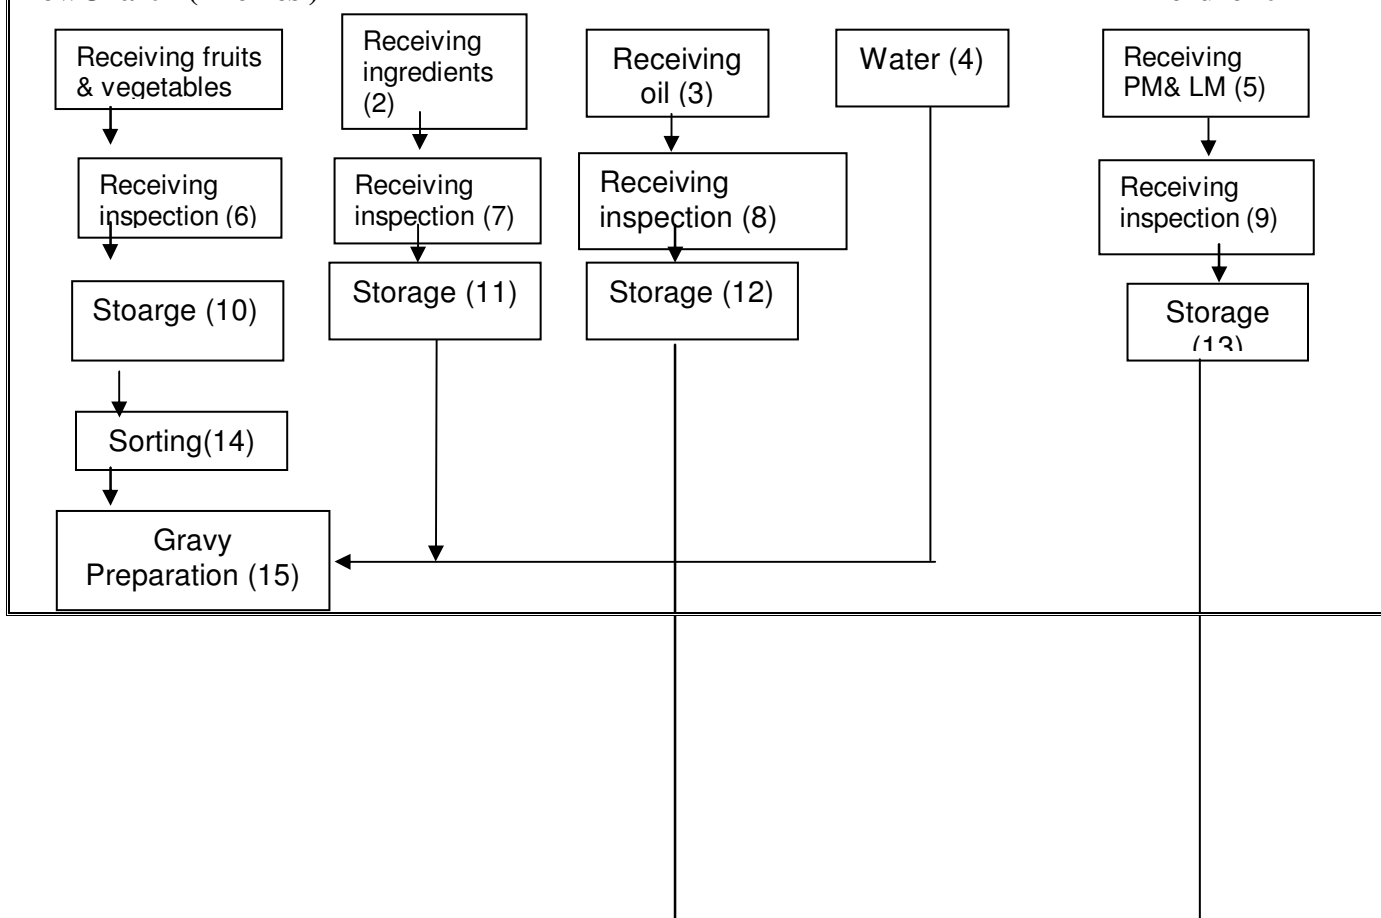 Receiving fruits
& vegetables
Receiving
ingredients
(2)
Receiving
oil (3)
Water (4)
Receiving
PM& LM (5)
Receiving
inspection (6)
Receiving
inspection (7)
Receiving
inspection (8)
Receiving
inspection (9)
Stoarge (10)
Storage (11)
Storage (12)
Storage
(13)
Sorting(14)
Gravy
Preparation (15)